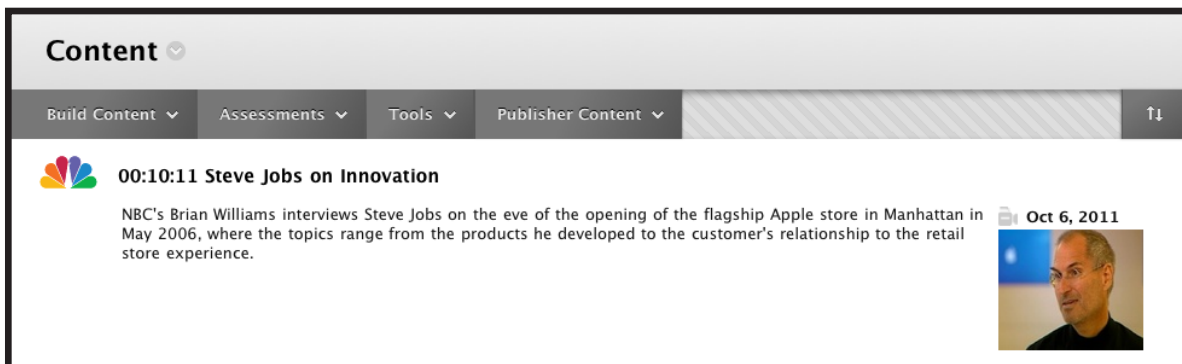 Content
Build Content
Assessments
Tools
Publisher Content
00:10:11 Steve Jobs on Innovation
NBC's Brian Williams interviews Steve Jobs on the eve of the opening of the flagship Apple store in Manhattan in
May 2006, where the topics range from the products he developed to the customer's relationship to the retail
store experience.
Oct 6, 2011